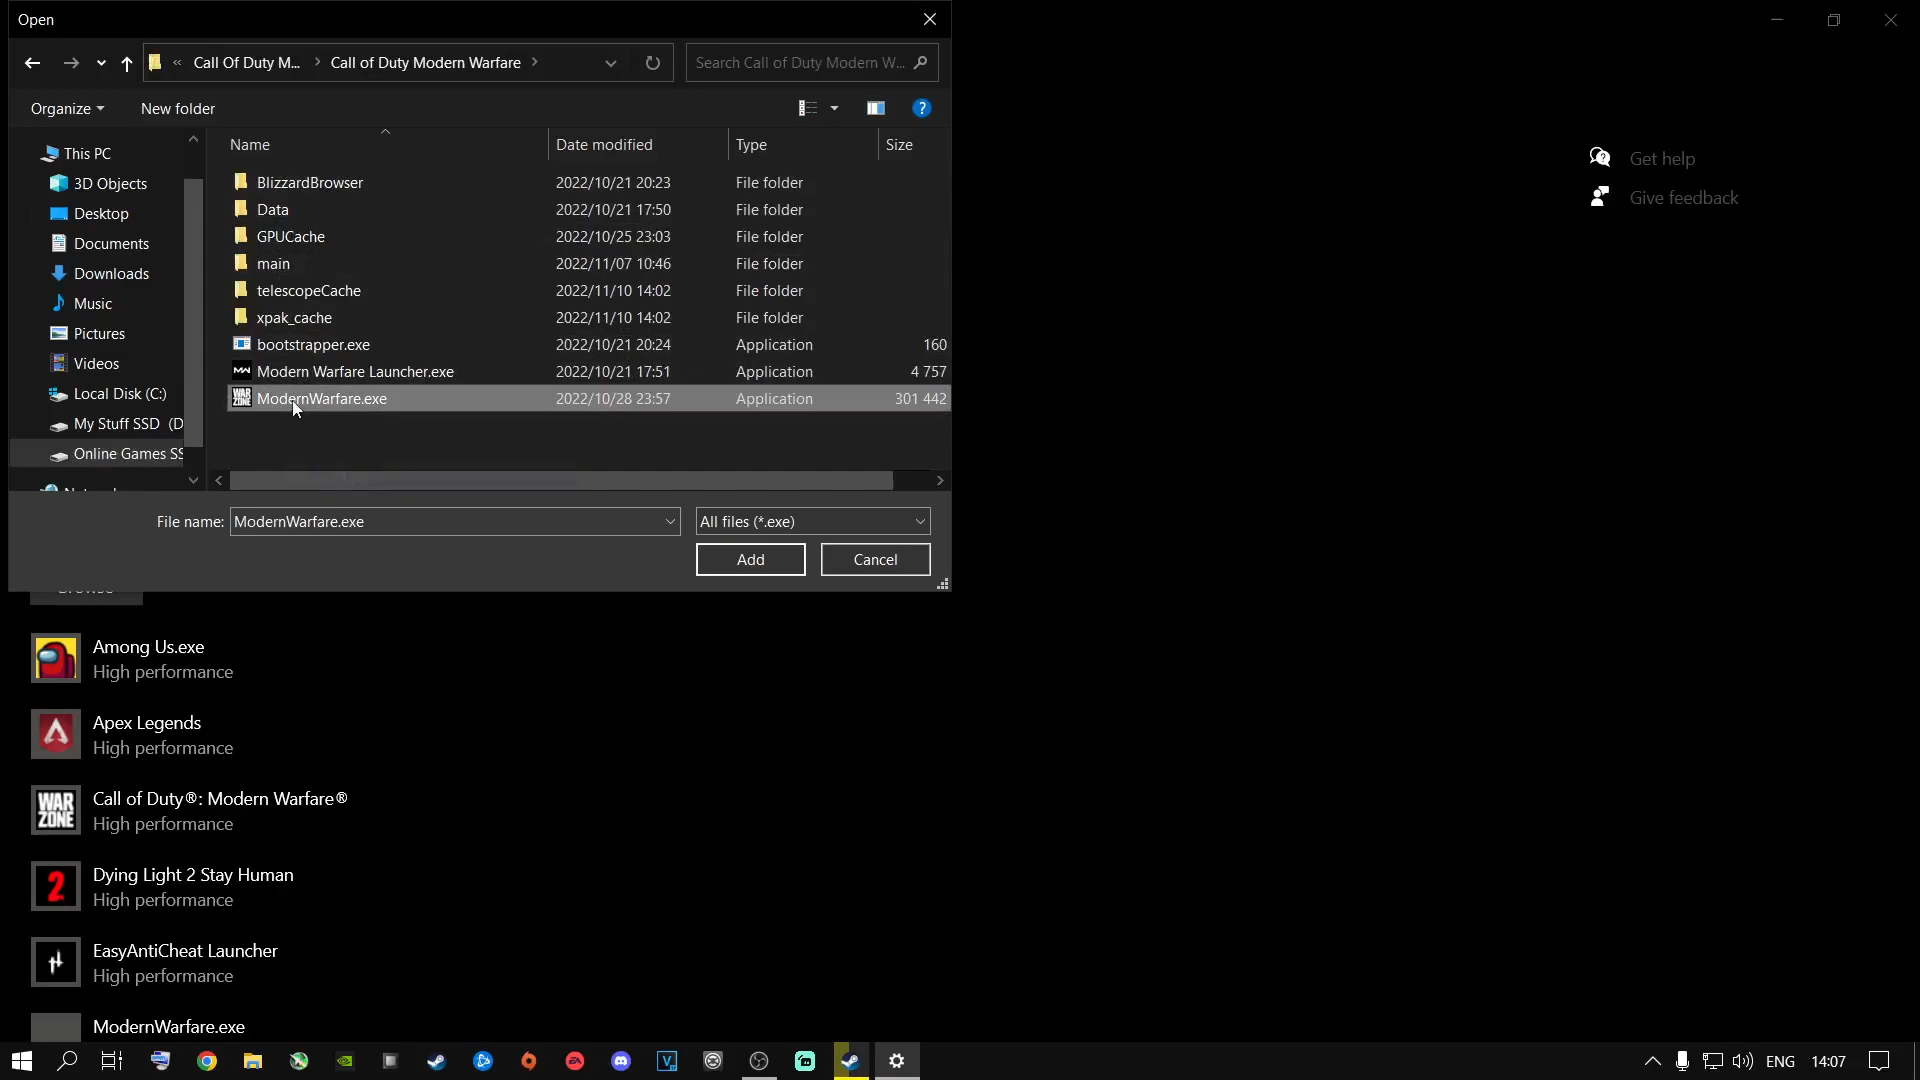 Open
« Call Of Duty M... > Call of Duty Modern Warfare >
Search Call of Duty Modern W...
Organize New folder
?
Name Date modified Type Size
This PC
3D Objects
Desktop
Documents
Downloads
Music
Pictures
Videos
Local Disk (C:)
My Stuff SSD (D
Online Games SS
BlizzardBrowser 2022/10/21 20:23 File folder
Data 2022/10/21 17:50 File folder
GPUCache 2022/10/25 23:03 File folder
main 2022/11/07 10:46 File folder
telescopeCache 2022/11/10 14:02 File folder
xpak_cache 2022/11/10 14:02 File folder
bootstrapper.exe 2022/10/21 20:24 Application 160
Modern Warfare Launcher.exe 2022/10/21 17:51 Application 4 757
ModernWarfare.exe 2022/10/28 23:57 Application 301 442
File name: ModernWarfare.exe All files (*.exe)
Add Cancel
Get help
Give feedback
Among Us.exe
High performance
Apex Legends
High performance
WAR
ZONE
Call of Duty®: Modern Warfare®
High performance
2
Dying Light 2 Stay Human
High performance
EasyAntiCheat Launcher
High performance
ModernWarfare.exe
ENG 14:07